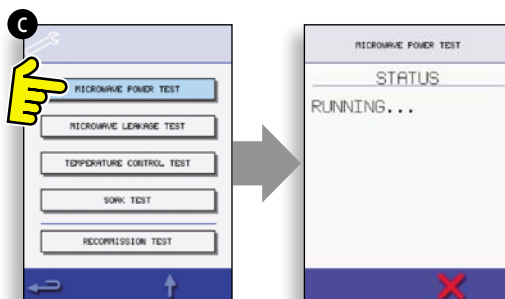 C
MICROWAVE POWER TEST
MICROWAVE LEAKAGE TEST
TEMPERATURE CONTROL TEST
SOAK TEST
RECOMMISSION TEST
MICROWAVE POWER TEST
STATUS
RUNNING...